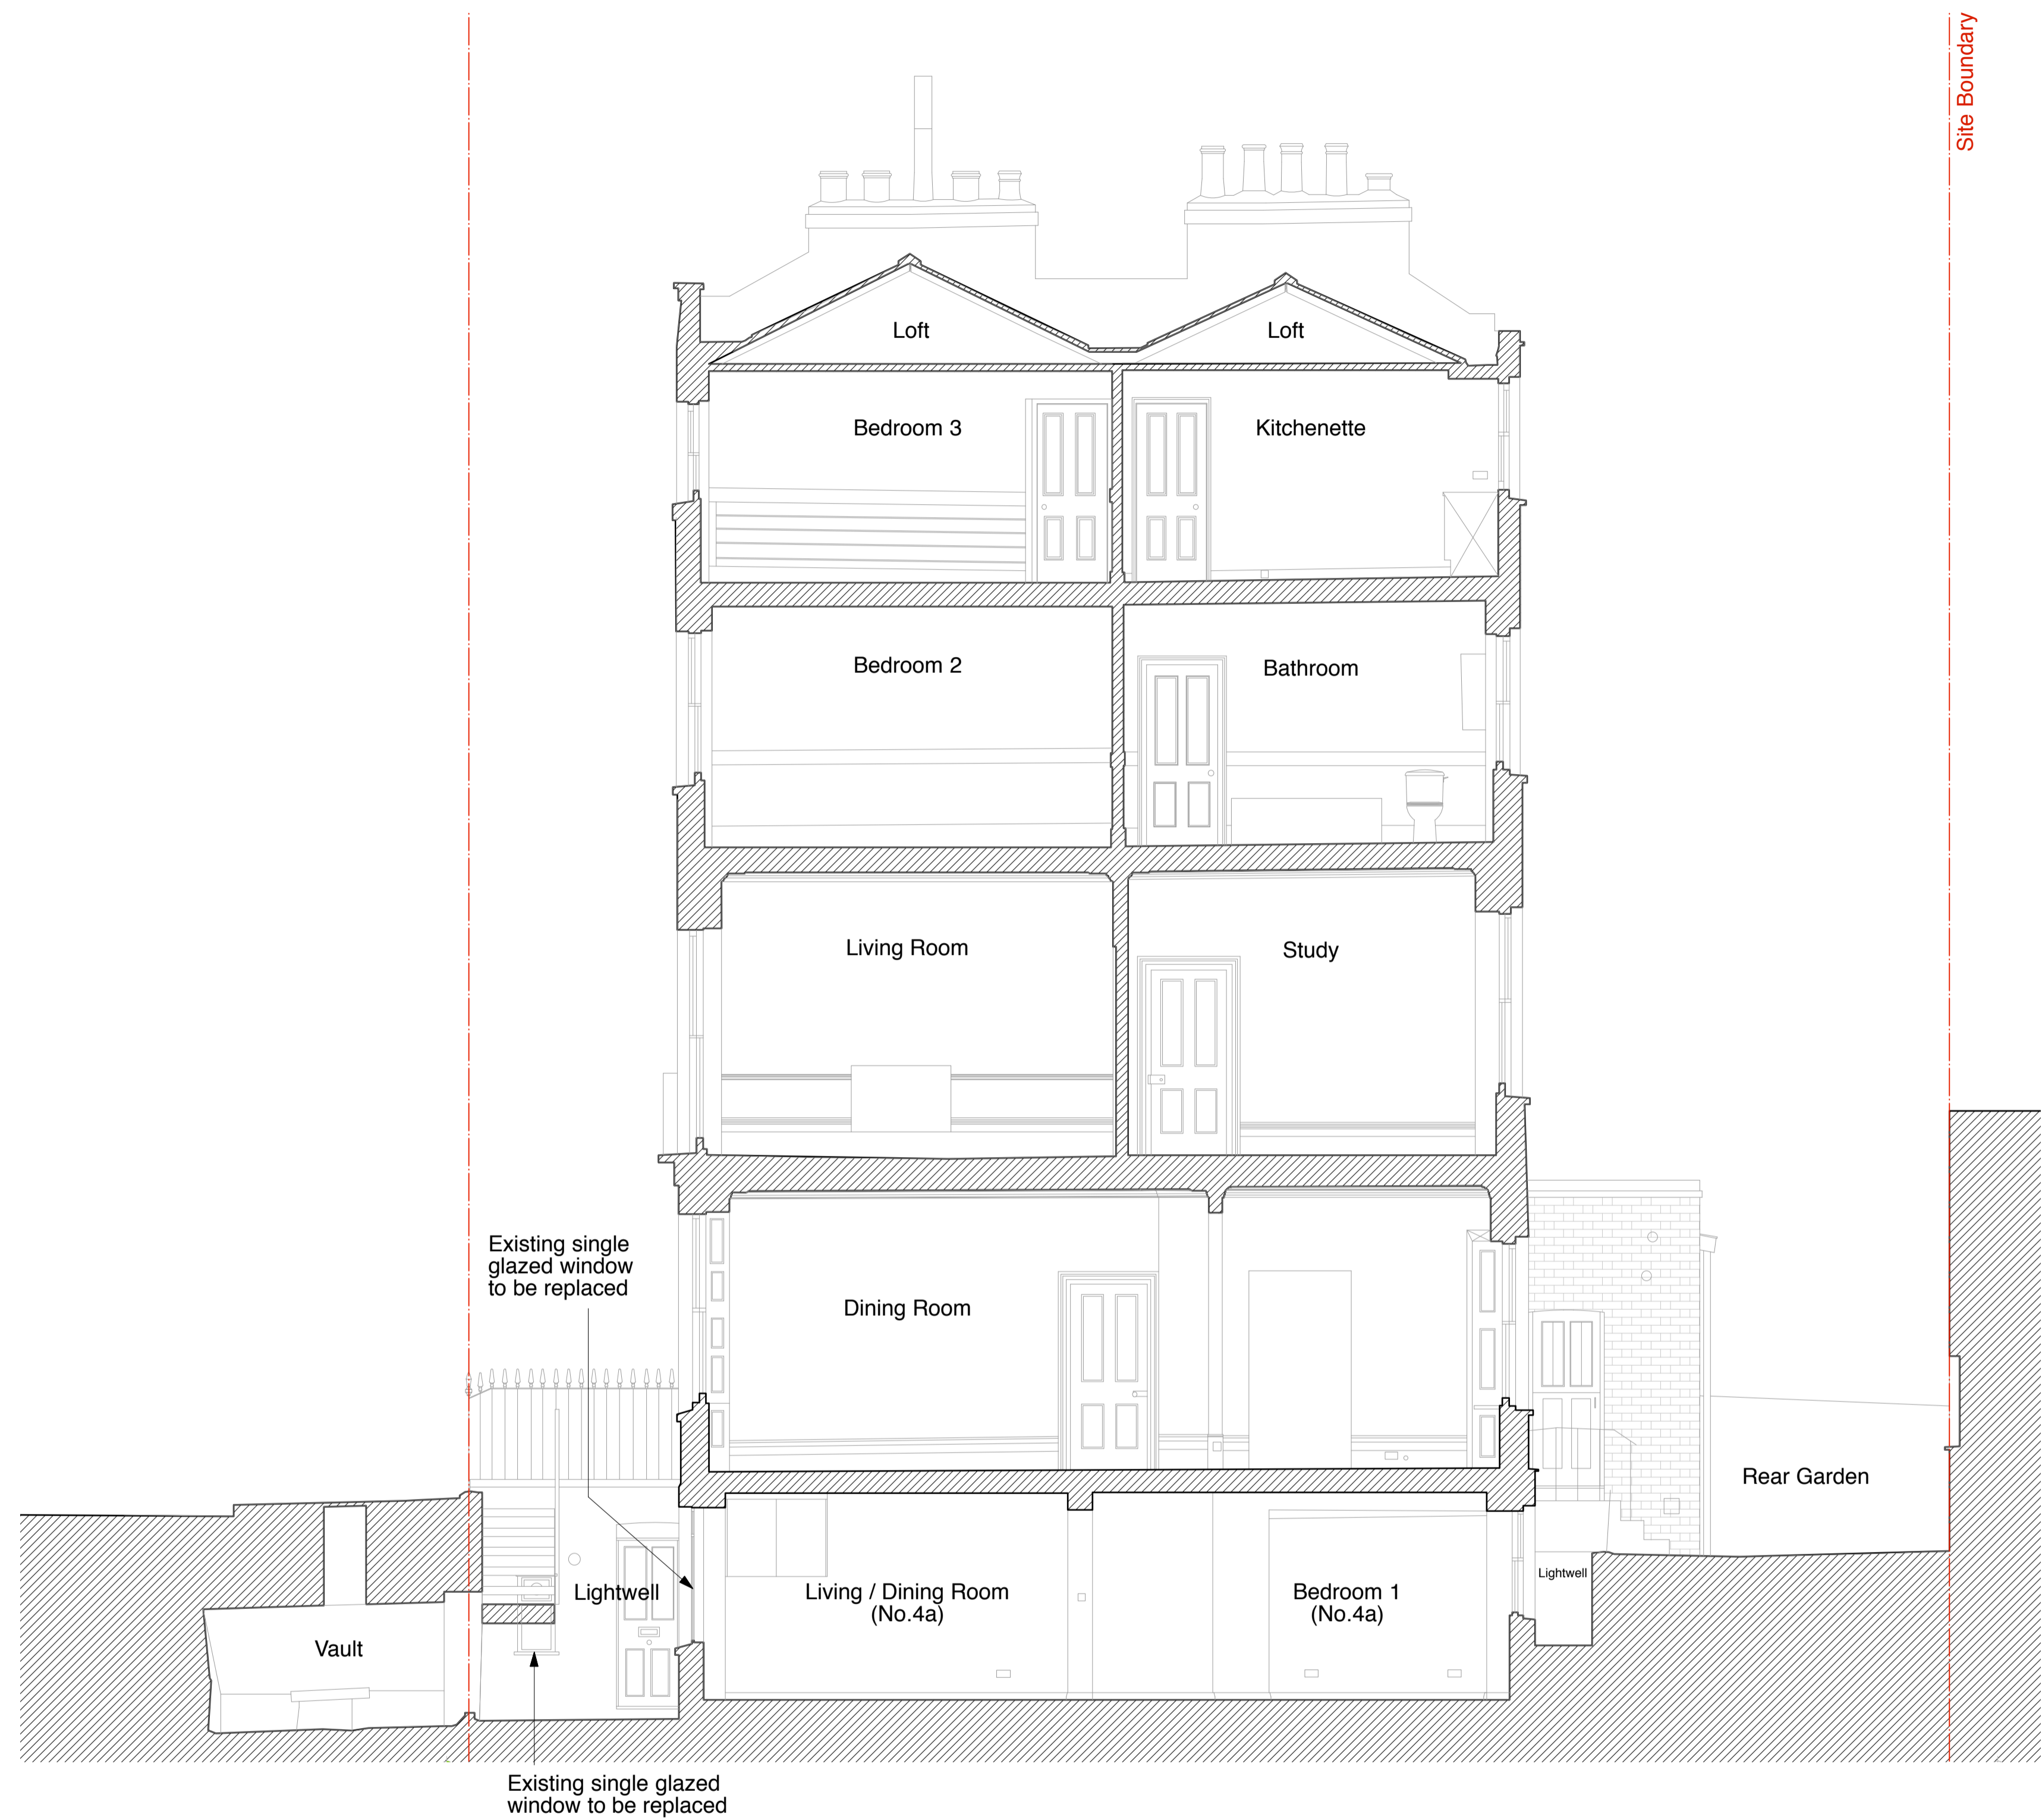 Site Boundary
Loft
Loft
Bedroom 3
Kitchenette
Bedroom 2
Bathroom
Living Room
Study
Existing single
glazed window
to be replaced
Dining Room
Rear Garden
Lightwell
Living / Dining Room
(No.4a)
Bedroom 1
(No.4a)
Lightwell
Vault
Existing single glazed
window to be replaced